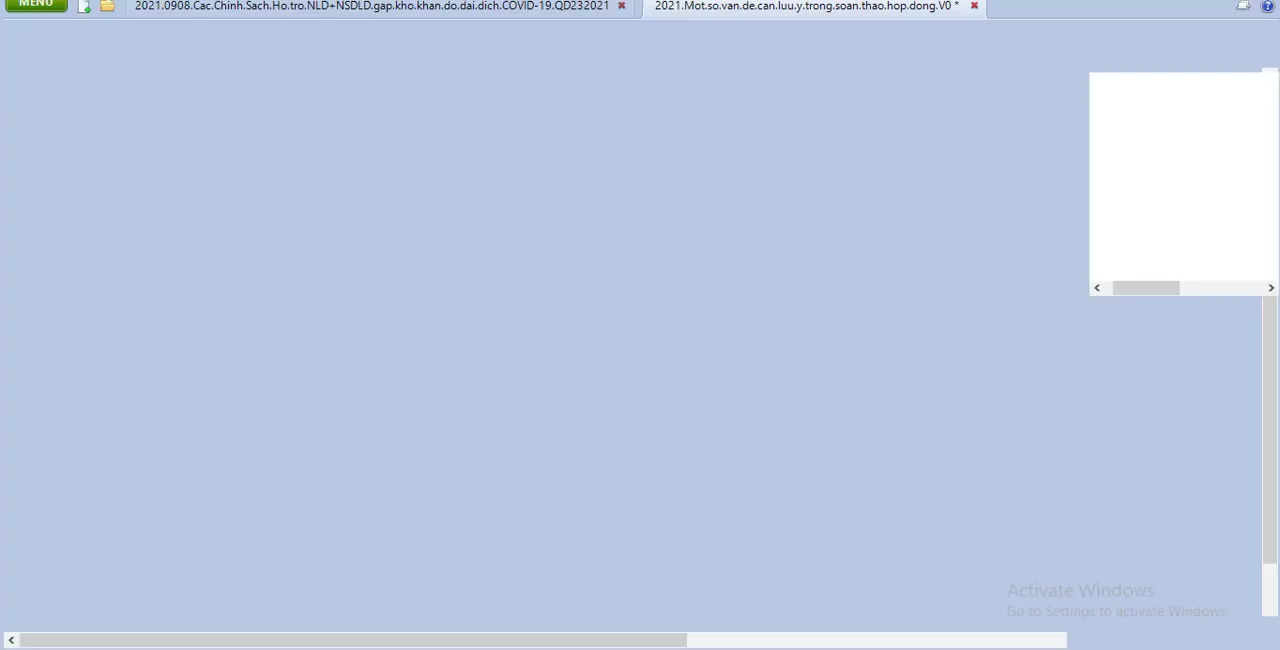 MENU
2021.0908.Cac.Chinh.Sach.Ho.tro.NLD+NSDLD.gap.kho.khan.do.dai.dich.COVID-19.QD232021
2021.Mot.so.van.de.can.luu.y.trong.soan.thao.hop.dong.V0 *
Activate Windows
Go to Settings to activate Windows.